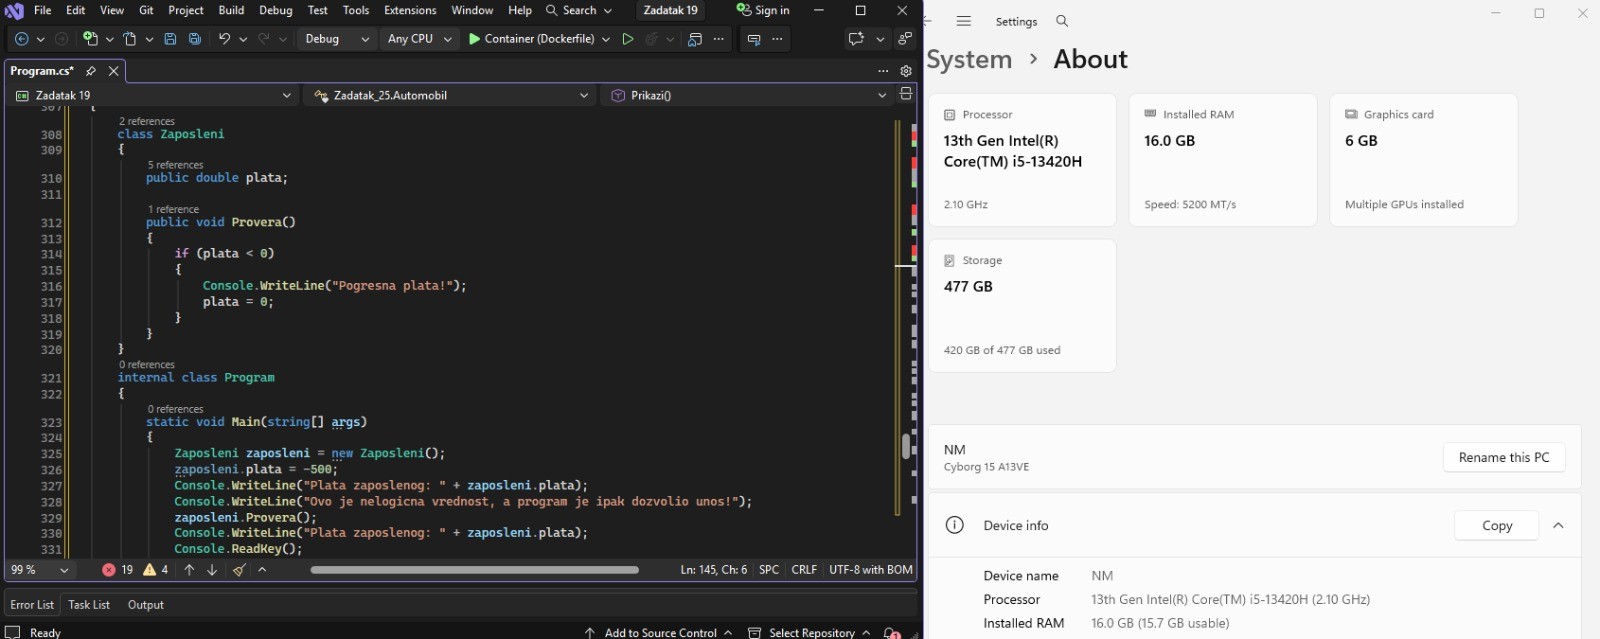 File Edit View Git Project Build Debug Test Tools Extensions Window Help Search Zadatak 19 Sign in
Debug Any CPU Container (Dockerfile)
Program.cs*
Zadatak 19 Zadatak_25.Automobil Prikazi()
307 {
2 references
308 class Zaposleni
309 {
5 references
310 public double plata;
311
1 reference
312 public void Provera()
313 {
314 if (plata < 0)
315 {
316 Console.WriteLine("Pogresna plata!");
317 plata = 0;
318 }
319 }
320 }
0 references
321 internal class Program
322 {
0 references
323 static void Main(string[] args)
324 {
325 Zaposleni zaposleni = new Zaposleni();
326 zaposleni.plata = -500;
327 Console.WriteLine("Plata zaposlenog: " + zaposleni.plata);
328 Console.WriteLine("Ovo je nelogicna vrednost, a program je ipak dozvolio unos!");
329 zaposleni.Provera();
330 Console.WriteLine("Plata zaposlenog: " + zaposleni.plata);
331 Console.ReadKey();
99 % 19 4 Ln: 145, Ch: 6 SPC CRLF UTF-8 with BOM
Error List Task List Output
Ready Add to Source Control Select Repository 1
Settings
System > About
Processor
13th Gen Intel(R)
Core(TM) i5-13420H
2.10 GHz
Installed RAM
16.0 GB
Speed: 5200 MT/s
Graphics card
6 GB
Multiple GPUs installed
Storage
477 GB
420 GB of 477 GB used
NM
Cyborg 15 A13VE
Rename this PC
Device info
Copy
Device name NM
Processor 13th Gen Intel(R) Core(TM) i5-13420H (2.10 GHz)
Installed RAM 16.0 GB (15.7 GB usable)